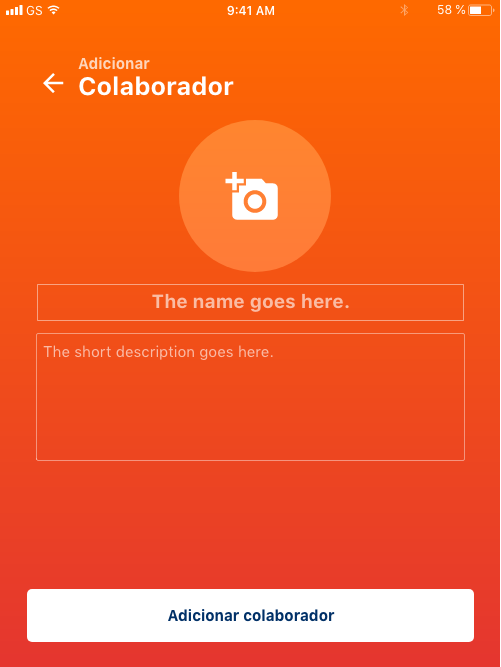 GS 9:41 AM 58 %
Adicionar
Colaborador
The name goes here.
The short description goes here.
Adicionar colaborador